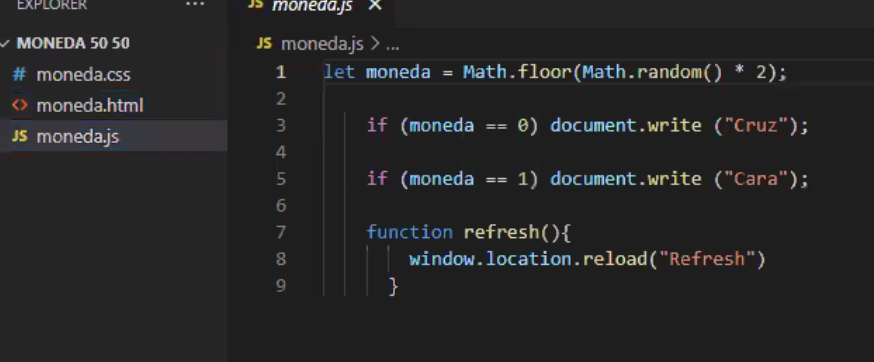 EXPLORER ...
JS moneda.js ×
MONEDA 50 50
# moneda.css
<> moneda.html
JS moneda.js
JS moneda.js > ...
1 let moneda = Math.floor(Math.random() * 2);
2
3 if (moneda == 0) document.write ("Cruz");
4
5 if (moneda == 1) document.write ("Cara");
6
7 function refresh(){
8 window.location.reload("Refresh")
9 }